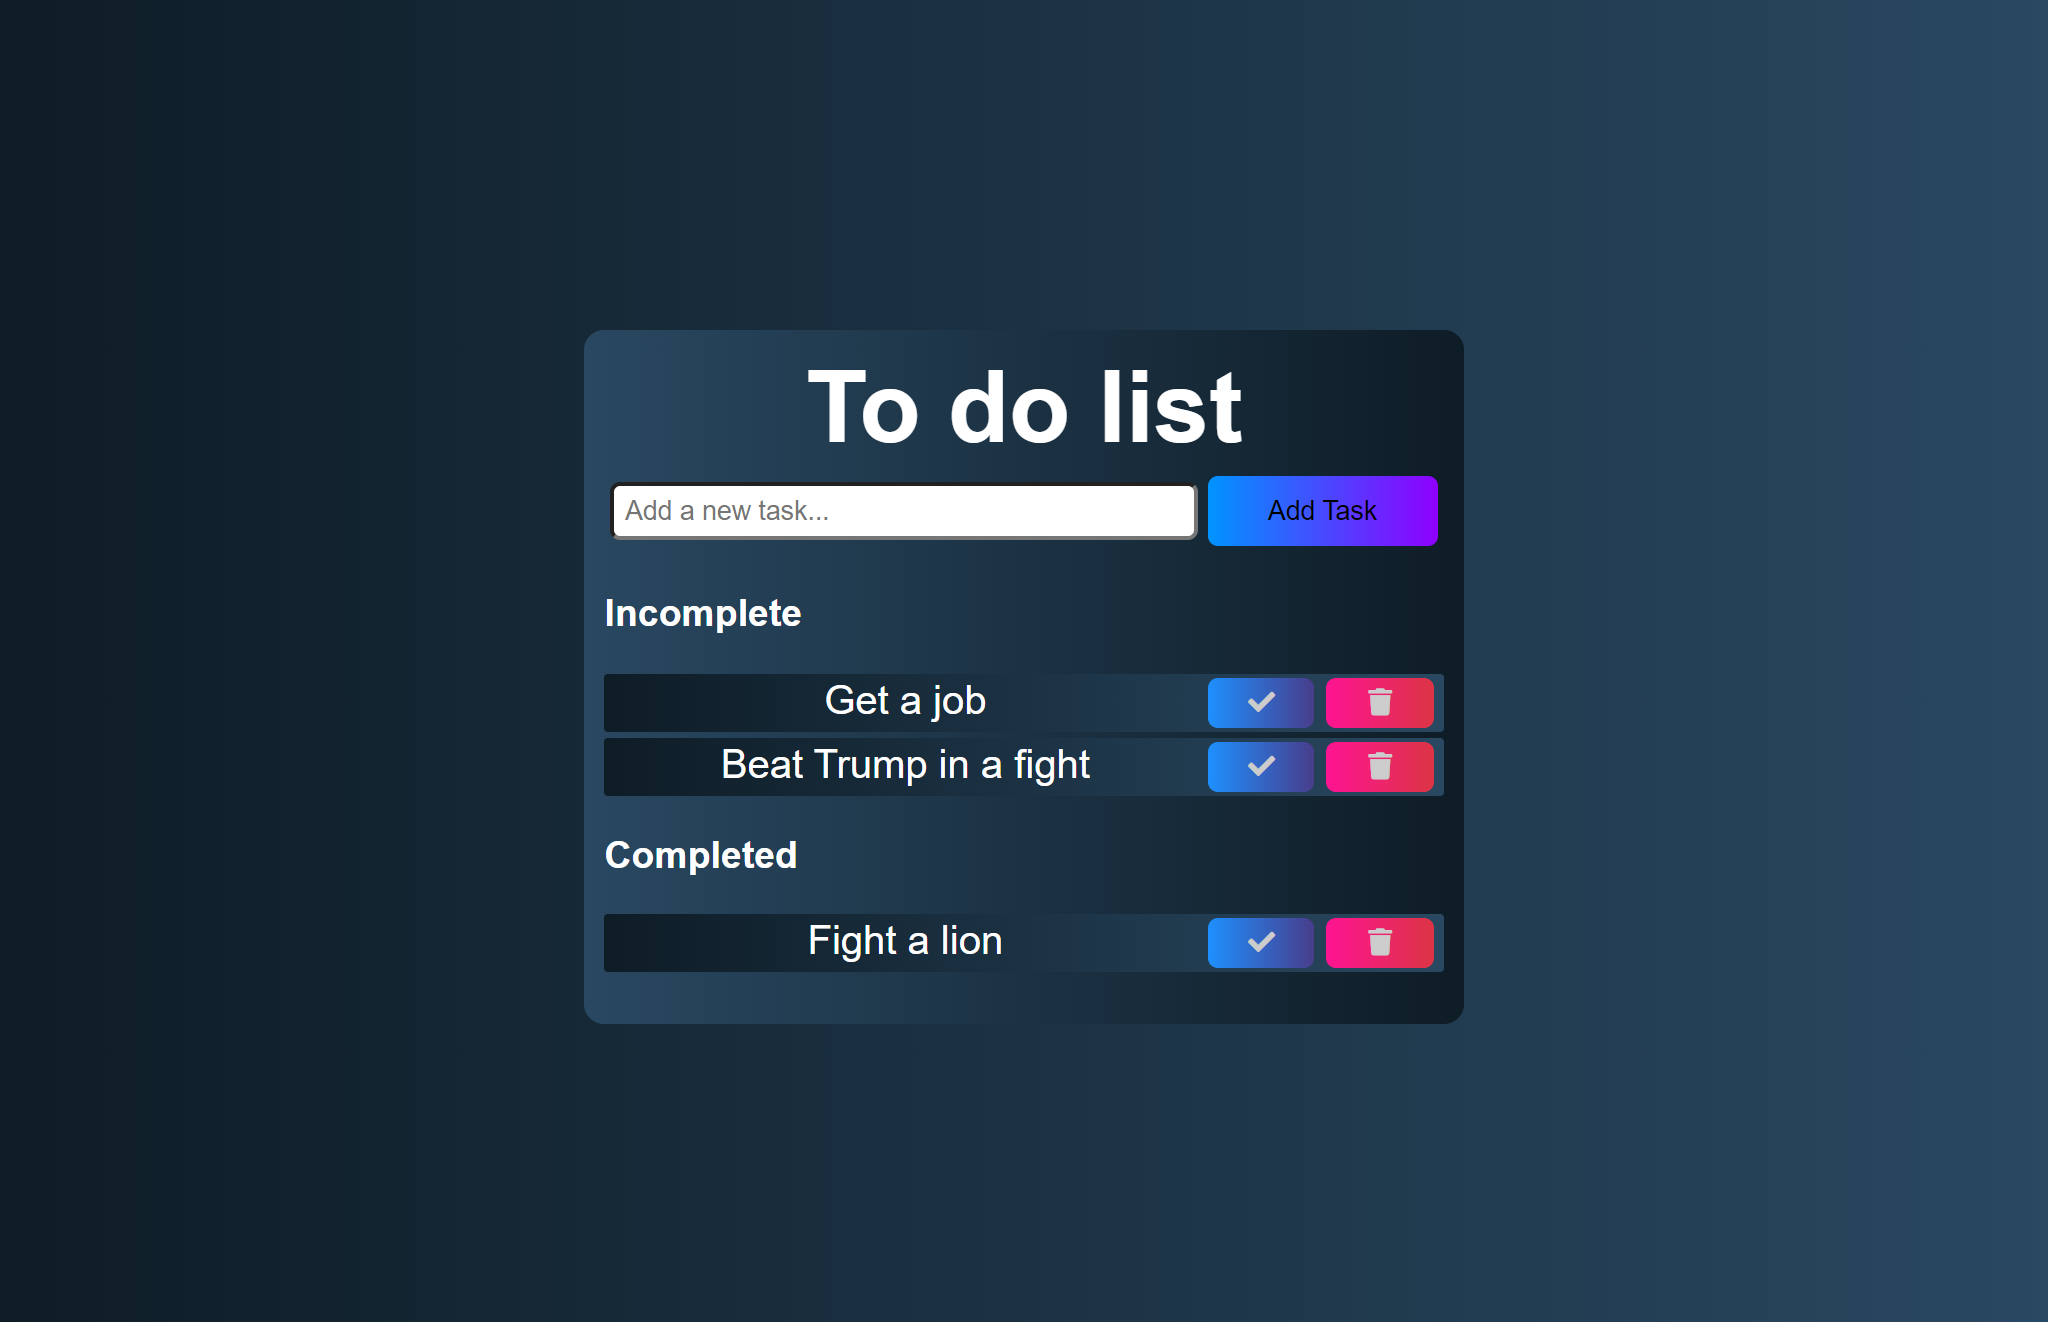 To do list
Add a new task...
Add Task
Incomplete
Get a job
Beat Trump in a fight
Completed
Fight a lion